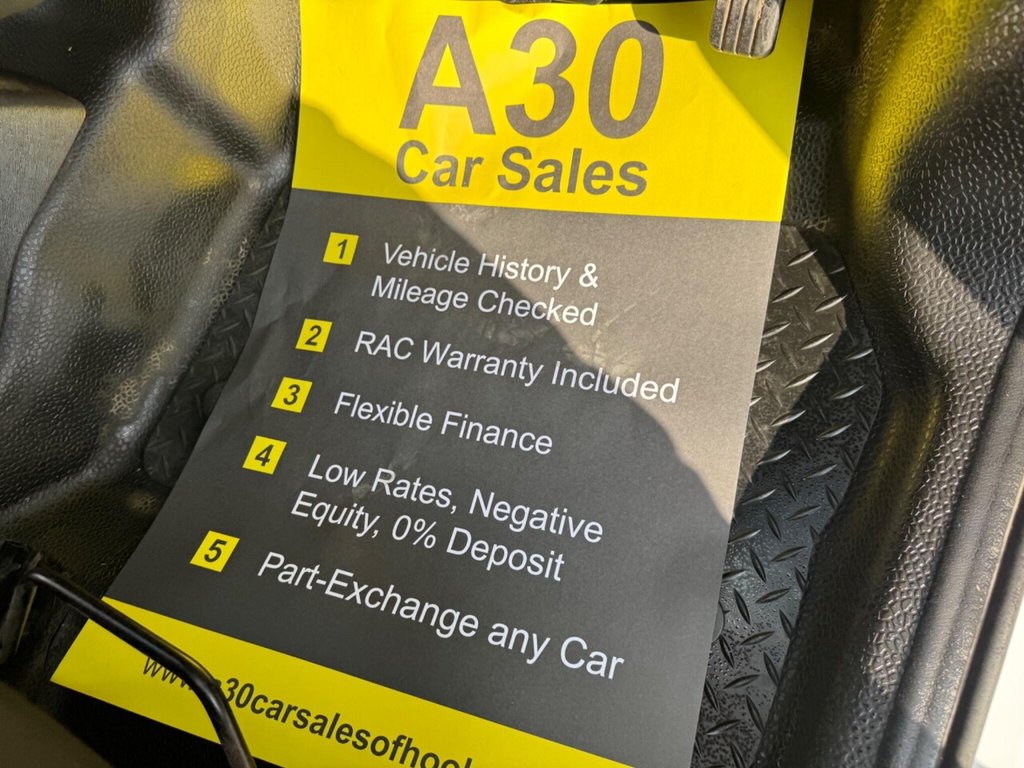 A30
Car Sales
1 Vehicle History &
Mileage Checked
2 RAC Warranty Included
3 Flexible Finance
4 Low Rates, Negative
Equity, 0% Deposit
5 Part-Exchange any Car